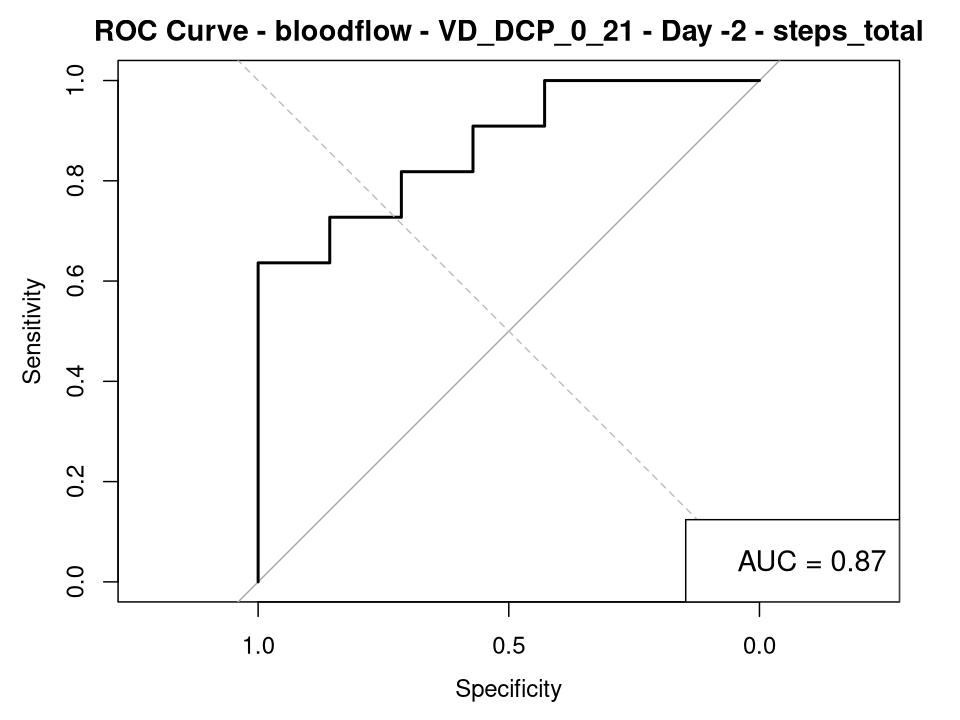 ROC Curve - bloodflow - VD_DCP_0_21 - Day -2 - steps_total
1.0
0.8
0.6
0.4
0.2
0.0
Sensitivity
AUC = 0.87
1.0 0.5 0.0
Specificity